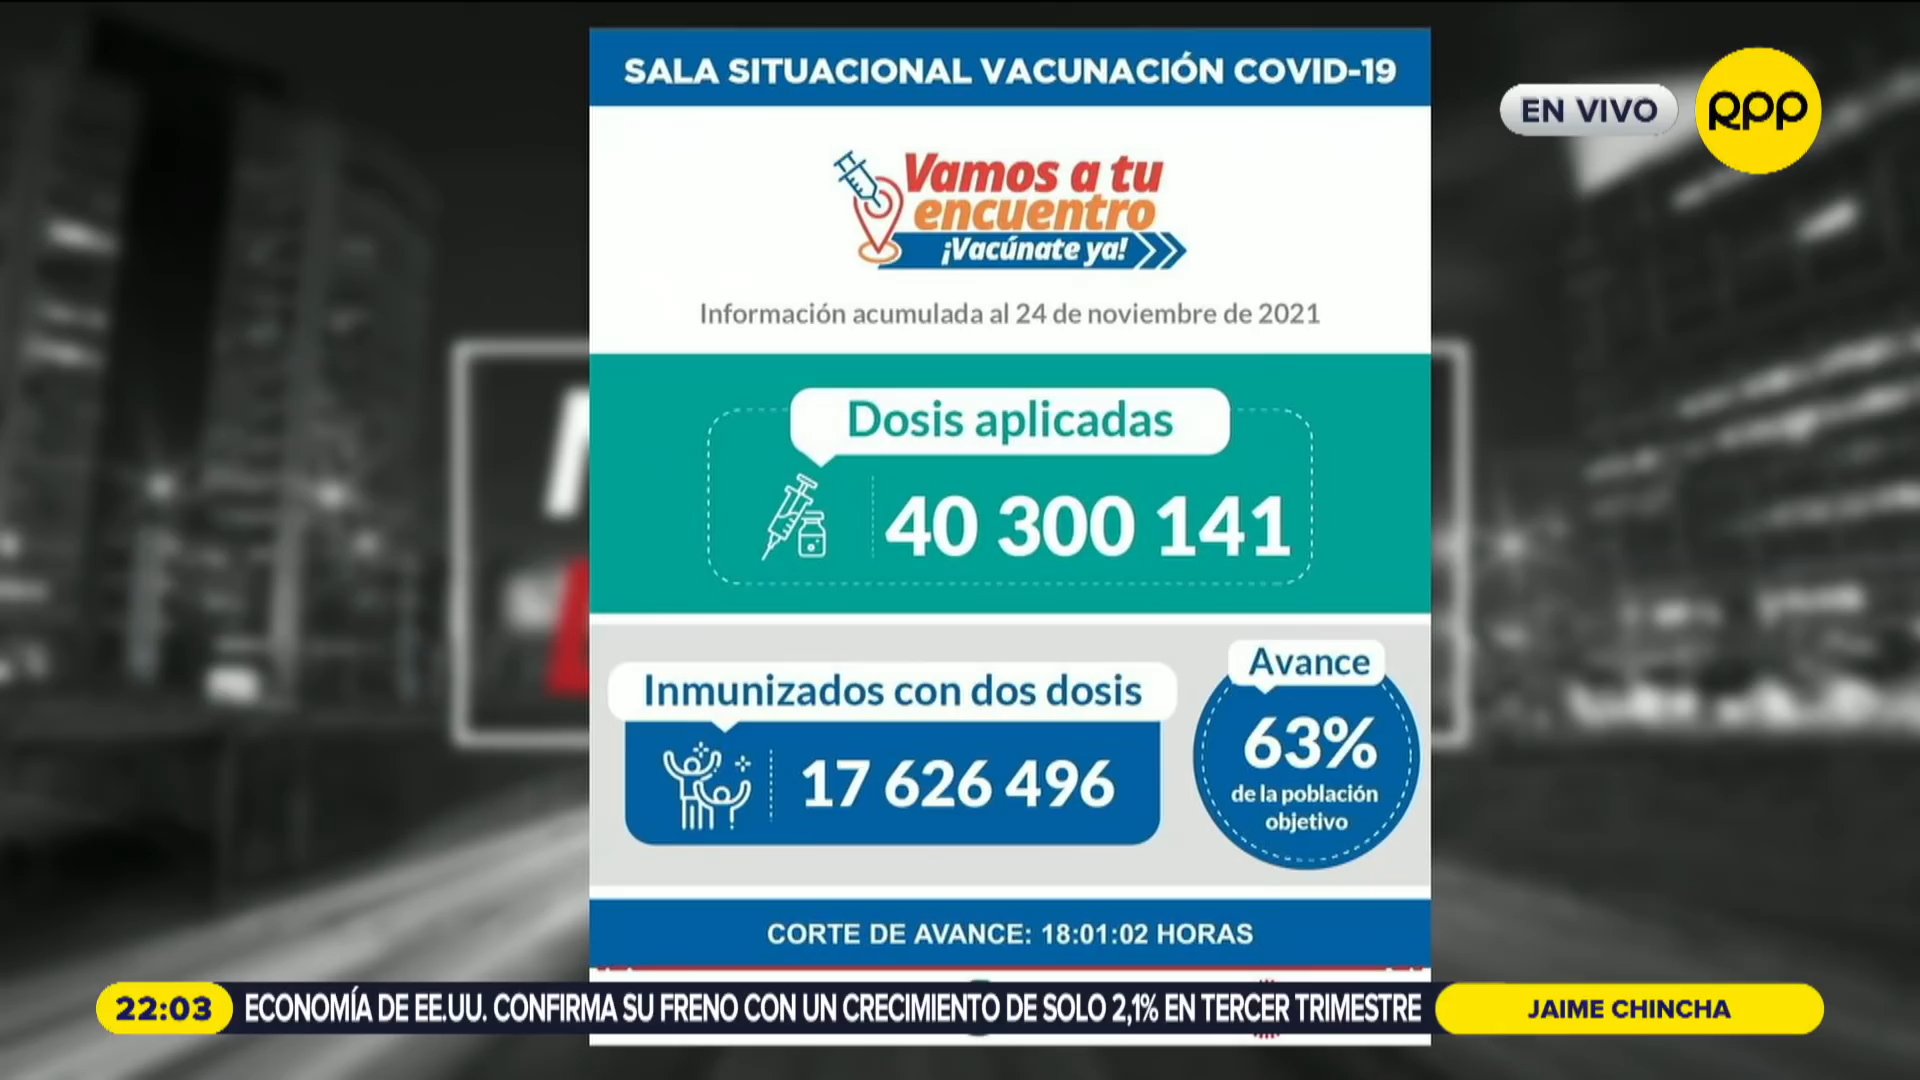 SALA SITUACIONAL VACUNACIÓN COVID-19
EN VIVO
rpp
Vamos a tu
encuentro
¡Vacúnate ya!
Información acumulada al 24 de noviembre de 2021
Dosis aplicadas
40 300 141
Inmunizados con dos dosis
17 626 496
Avance
63%
de la población
objetivo
CORTE DE AVANCE: 18:01:02 HORAS
22:03
ECONOMÍA DE EE.UU. CONFIRMA SU FRENO CON UN CRECIMIENTO DE SOLO 2,1% EN TERCER TRIMESTRE
JAIME CHINCHA